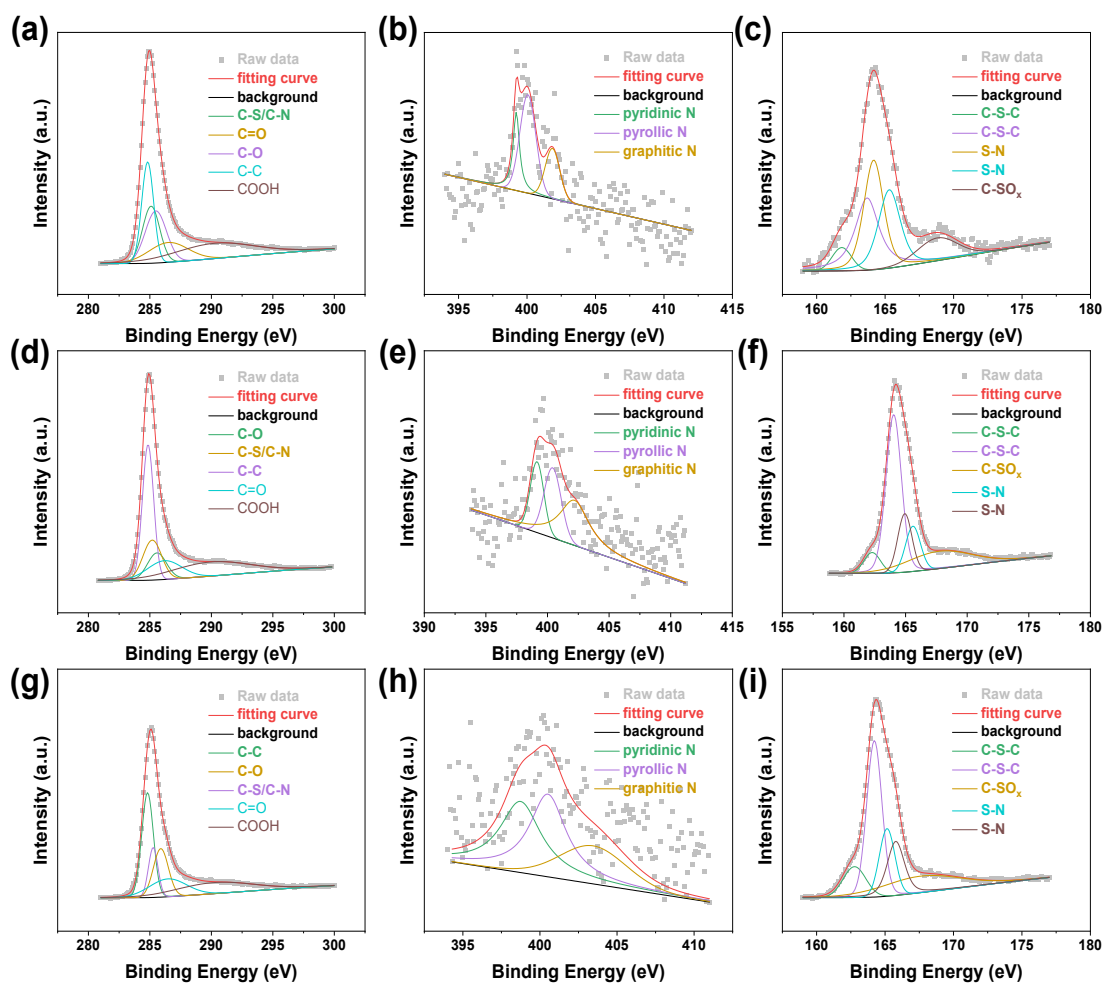 (a)
Intensity (a.u.)
Raw data
fitting curve
background
C-S/C-N
C=O
C-O
C-C
COOH
280 285 290 295 300
Binding Energy (eV)
(b)
Intensity (a.u.)
Raw data
fitting curve
background
pyridinic N
pyrollic N
graphitic N
395 400 405 410 415
Binding Energy (eV)
(c)
Intensity (a.u.)
Raw data
fitting curve
background
C-S-C
C-S-C
S-N
S-N
C-SOx
160 165 170 175 180
Binding Energy (eV)
(d)
Intensity (a.u.)
Raw data
fitting curve
background
C-O
C-S/C-N
C-C
C=O
COOH
280 285 290 295 300
Binding Energy (eV)
(e)
Intensity (a.u.)
Raw data
fitting curve
background
pyridinic N
pyrollic N
graphitic N
390 395 400 405 410 415
Binding Energy (eV)
(f)
Intensity (a.u.)
Raw data
fitting curve
background
C-S-C
C-S-C
C-SOx
S-N
S-N
155 160 165 170 175 180
Binding Energy (eV)
(g)
Intensity (a.u.)
Raw data
fitting curve
background
C-C
C-O
C-S/C-N
C=O
COOH
280 285 290 295 300
Binding Energy (eV)
(h)
Intensity (a.u.)
Raw data
fitting curve
background
pyridinic N
pyrollic N
graphitic N
395 400 405 410
Binding Energy (eV)
(i)
Intensity (a.u.)
Raw data
fitting curve
background
C-S-C
C-S-C
C-SOx
S-N
S-N
160 165 170 175 180
Binding Energy (eV)